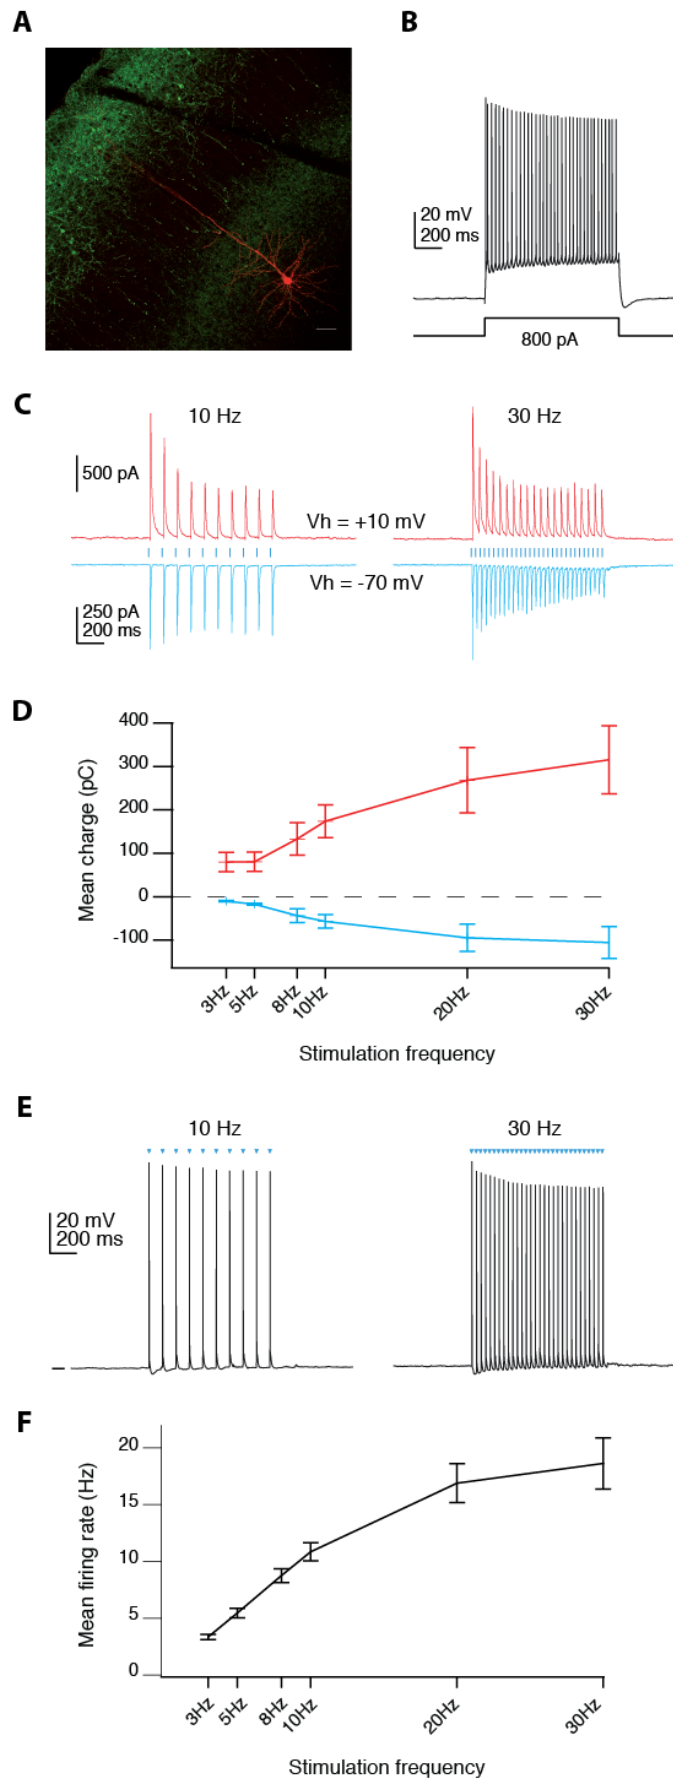 A
B
20 mV
200 ms
800 pA
C
10 Hz
30 Hz
500 pA
Vh = +10 mV
Vh = -70 mV
250 pA
200 ms
D
Mean charge (pC)
400
300
200
100
0
-100
3Hz
5Hz
8Hz
10Hz
20Hz
30Hz
Stimulation frequency
E
10 Hz
30 Hz
20 mV
200 ms
F
Mean firing rate (Hz)
20
15
10
5
0
3Hz
5Hz
8Hz
10Hz
20Hz
30Hz
Stimulation frequency